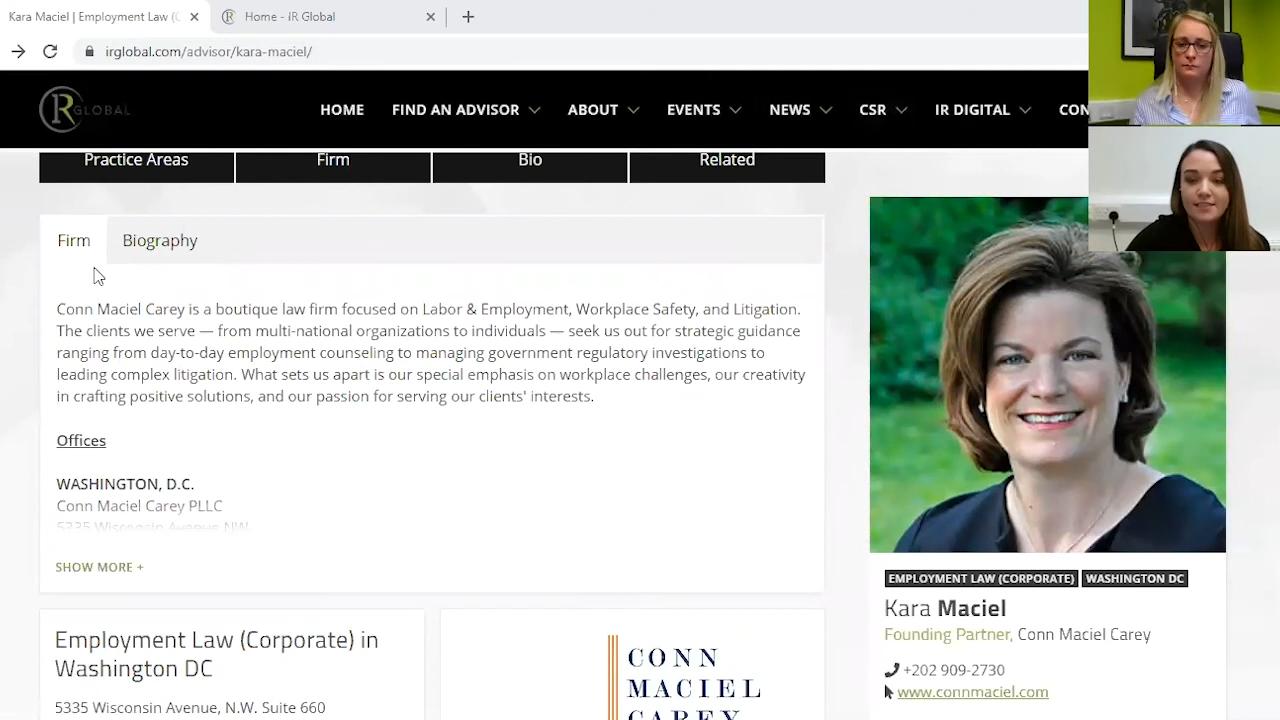 Kara Maciel | Employment Law (C
Home - IR Global
irglobal.com/advisor/kara-maciel/
IR GLOBAL
HOME
FIND AN ADVISOR
ABOUT
EVENTS
NEWS
CSR
IR DIGITAL
CON
Practice Areas
Firm
Bio
Related
Firm
Biography
Conn Maciel Carey is a boutique law firm focused on Labor & Employment, Workplace Safety, and Litigation.
The clients we serve — from multi-national organizations to individuals — seek us out for strategic guidance
ranging from day-to-day employment counseling to managing government regulatory investigations to
leading complex litigation. What sets us apart is our special emphasis on workplace challenges, our creativity
in crafting positive solutions, and our passion for serving our clients' interests.
Offices
WASHINGTON, D.C.
Conn Maciel Carey PLLC
5335 Wisconsin Avenue NW
SHOW MORE +
Employment Law (Corporate) in
Washington DC
5335 Wisconsin Avenue, N.W. Suite 660
CONN
MACIEL
CAREY
EMPLOYMENT LAW (CORPORATE)
WASHINGTON DC
Kara Maciel
Founding Partner, Conn Maciel Carey
+202 909-2730
www.connmaciel.com